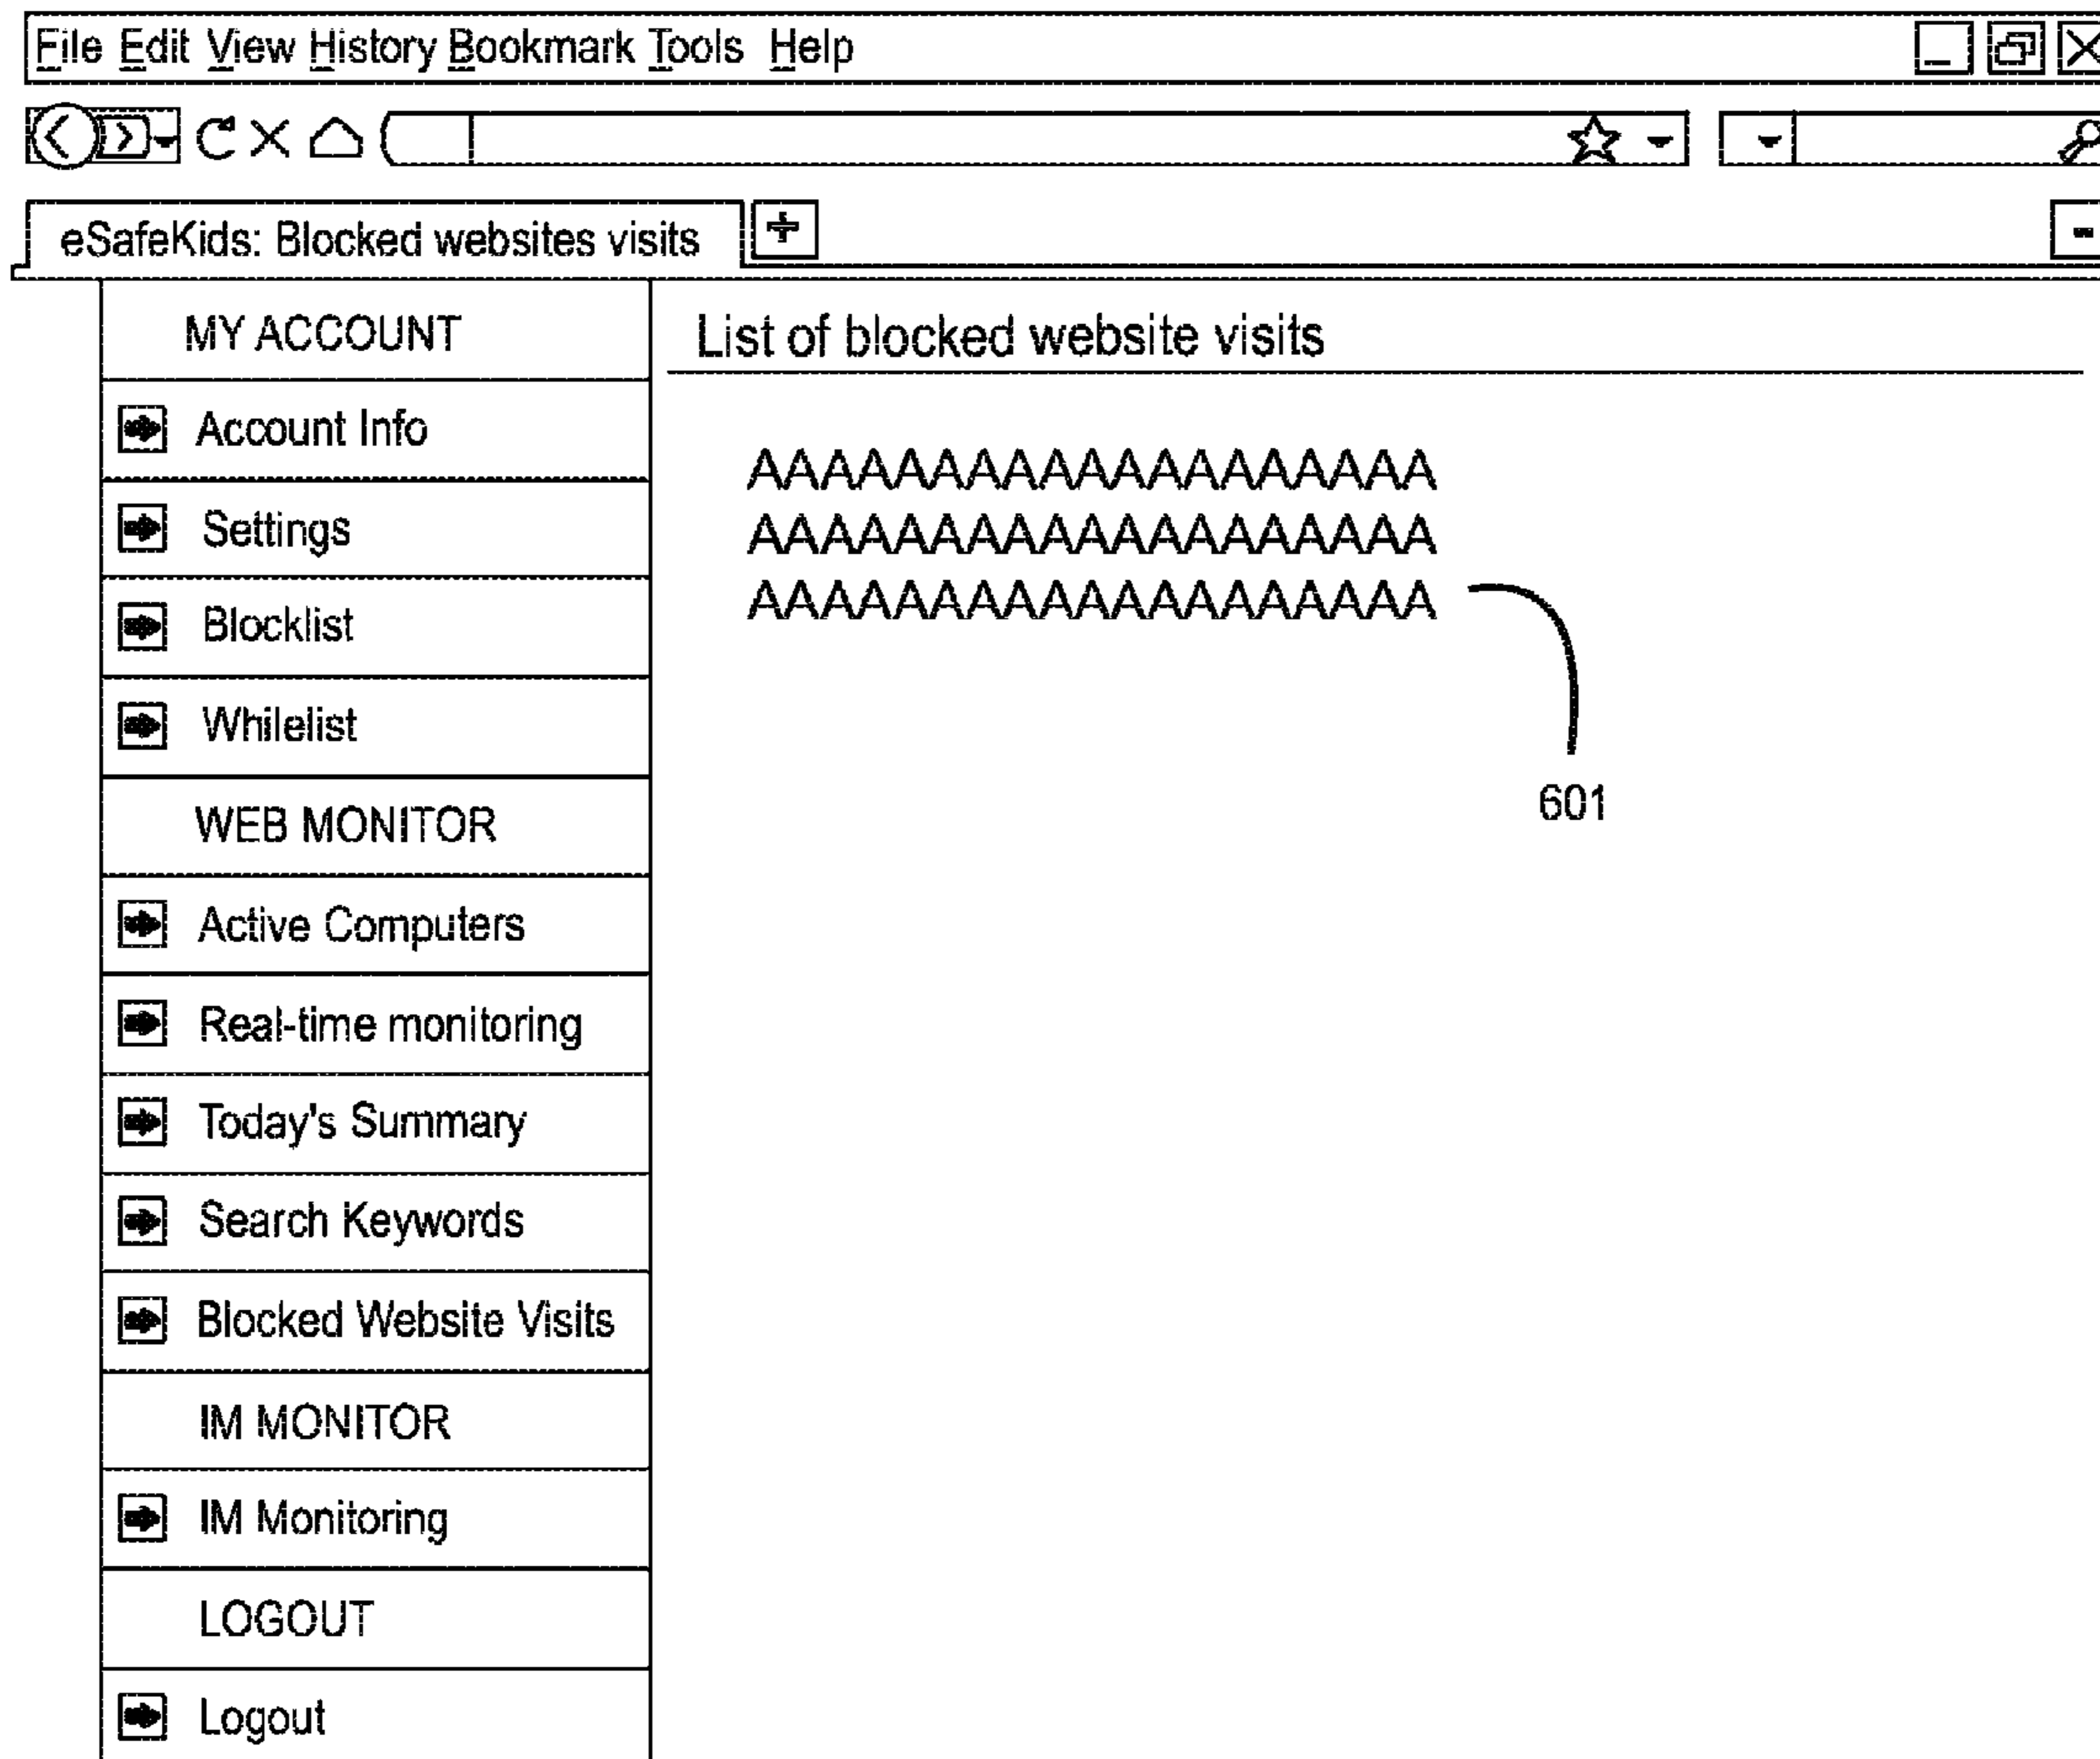 File Edit View History Bookmark Tools Help
eSafeKids: Blocked websites visits
MY ACCOUNT
Account Info
Settings
Blocklist
Whilelist
WEB MONITOR
Active Computers
Real-time monitoring
Today's Summary
Search Keywords
Blocked Website Visits
IM MONITOR
IM Monitoring
LOGOUT
Logout
List of blocked website visits
AAAAAAAAAAAAAAAAAAA
AAAAAAAAAAAAAAAAAAA
AAAAAAAAAAAAAAAAAAA
601